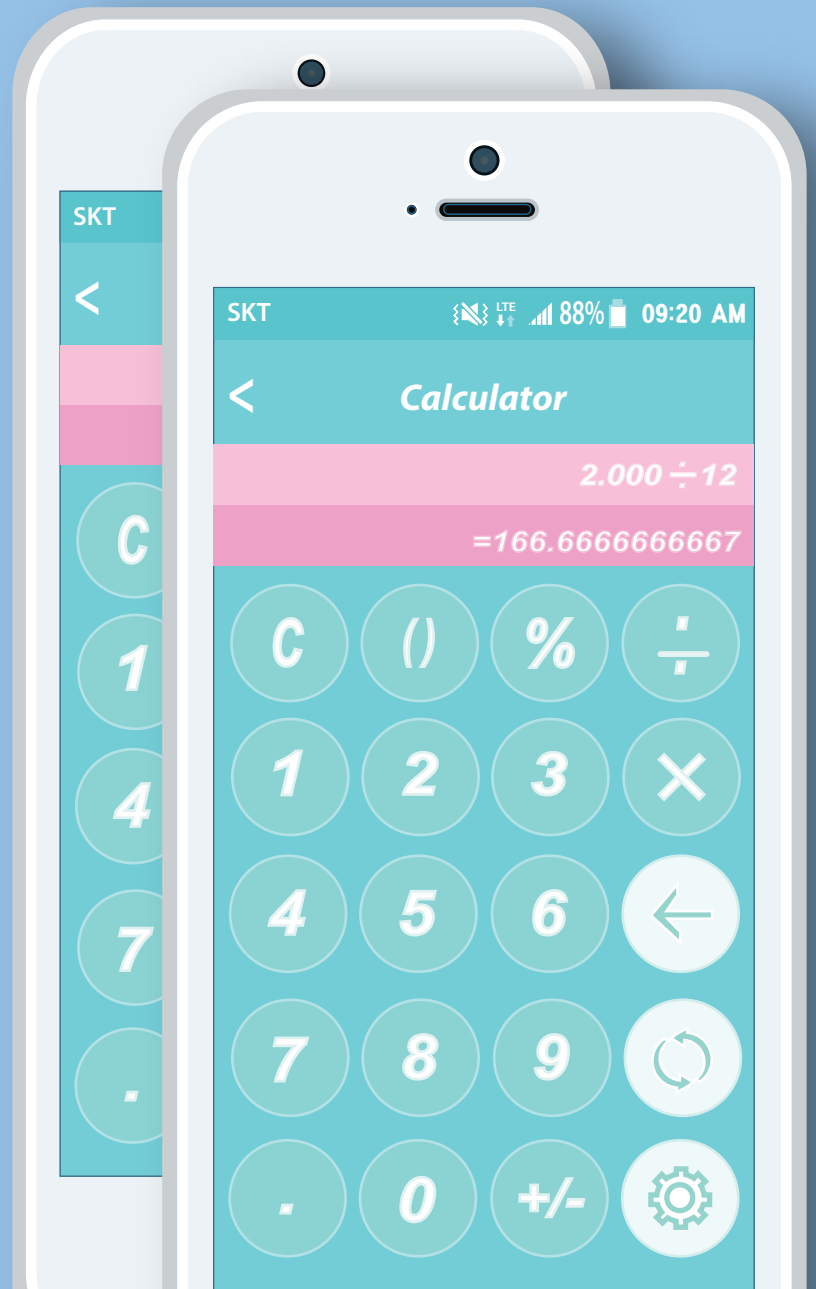 SKT
<
C
1
4
7
.
SKT LTE 88% 09:20 AM
< Calculator
2.000÷12
=166.6666666667
C () % ÷
1 2 3 ×
4 5 6 ←
7 8 9
. 0 +/-